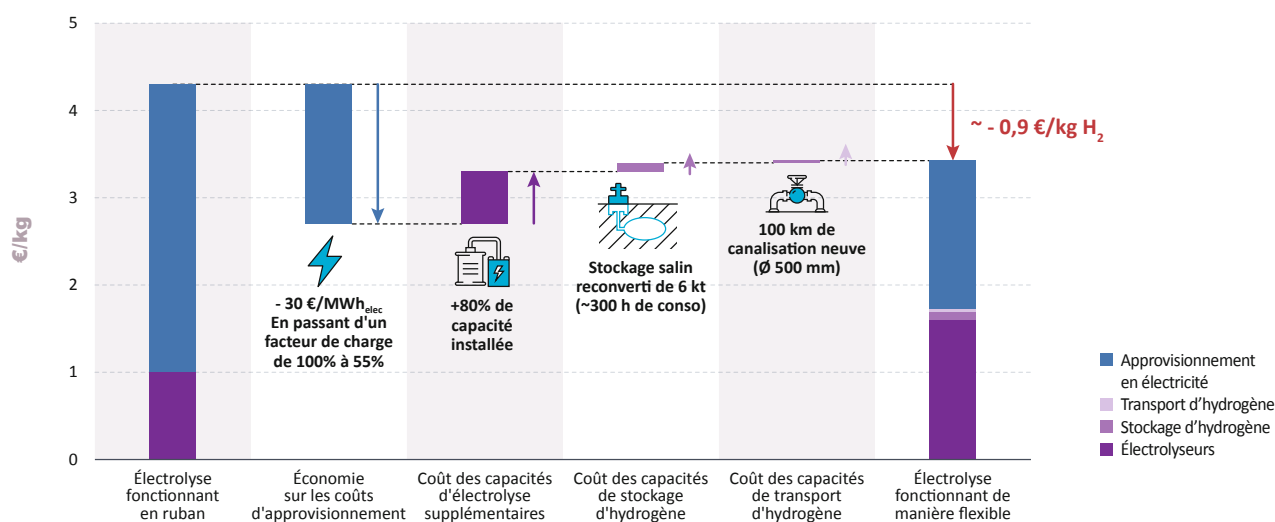 €/kg
5
4
3
2
1
0
~ - 0,9 €/kg H2
- 30 €/MWhelec
En passant d'un
facteur de charge
de 100% à 55%
+80% de
capacité
installée
Stockage salin
reconverti de 6 kt
(~300 h de conso)
100 km de
canalisation neuve
(Ø 500 mm)
Approvisionnement
en électricité
Transport d’hydrogène
Stockage d’hydrogène
Électrolyseurs
Électrolyse
fonctionnant
en ruban
Économie
sur les coûts
d'approvisionnement
Coût des capacités
d'électrolyse
supplémentaires
Coût des capacités
de stockage
d'hydrogène
Coût des capacités
de transport
d'hydrogène
Électrolyse
fonctionnant de
manière flexible